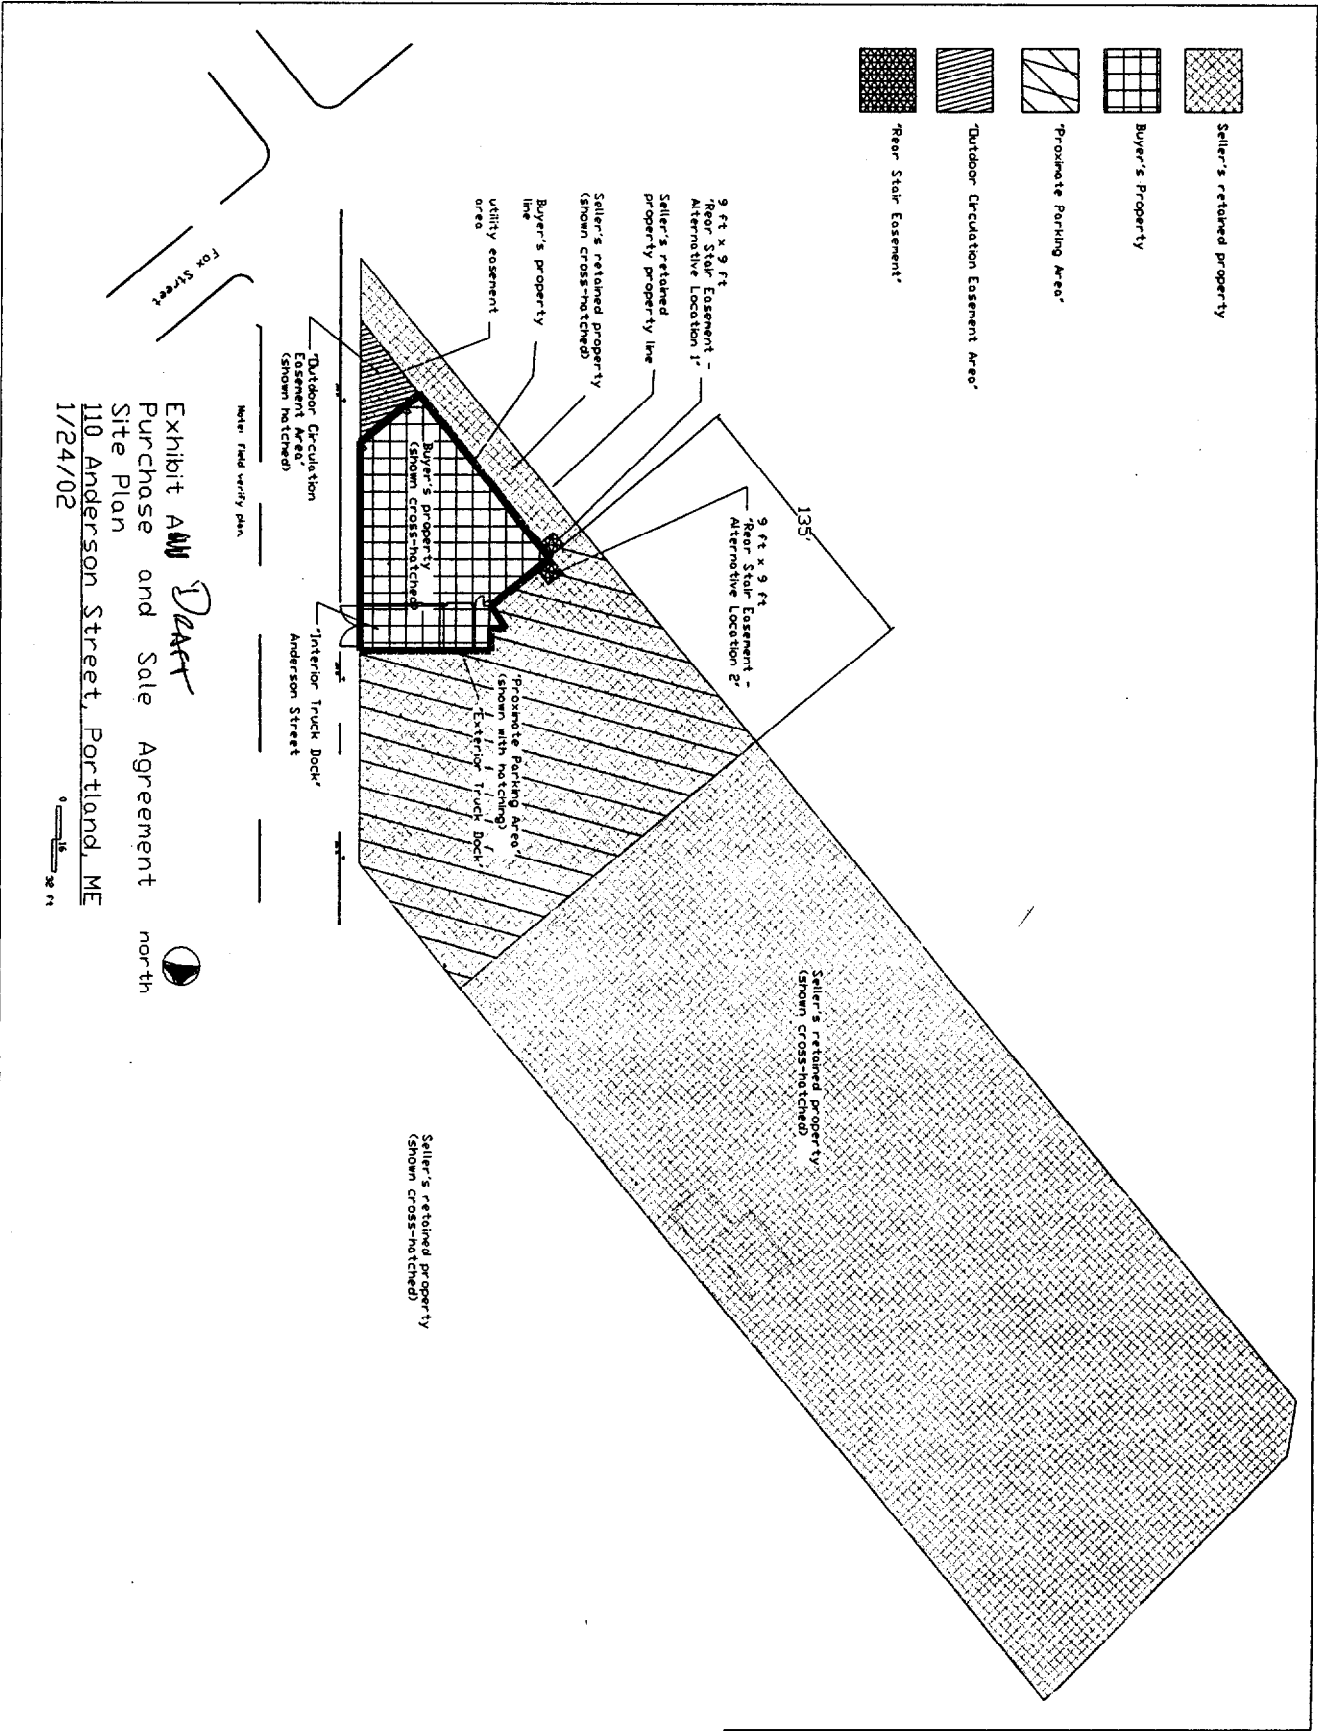 Seller's retained property
Buyer's Property
"Proximate Parking Area"
"Outdoor Circulation Easement Area"
"Rear Stair Easement"
9 ft x 9 ft
"Rear Stair Easement -
Alternative Location 1"
Seller's retained
property property line
Seller's retained property
(shown cross-hatched)
Buyer's property
line
utility easement
area
135'
9 ft x 9 ft
"Rear Stair Easement -
Alternative Location 2"
Buyer's property
(shown cross-hatched)
"Proximate Parking Area"
(shown with hatching)
"Exterior Truck Dock"
Seller's retained property
(shown cross-hatched)
Seller's retained property
(shown cross-hatched)
"Outdoor Circulation
Easement Area"
(shown hatched)
"Interior Truck Dock"
Anderson Street
Fox Street
Note: Field verify plan.
Exhibit A
DRAFT
Purchase and Sale Agreement
Site Plan
110 Anderson Street, Portland, ME
1/24/02
north
0 16 32 ft